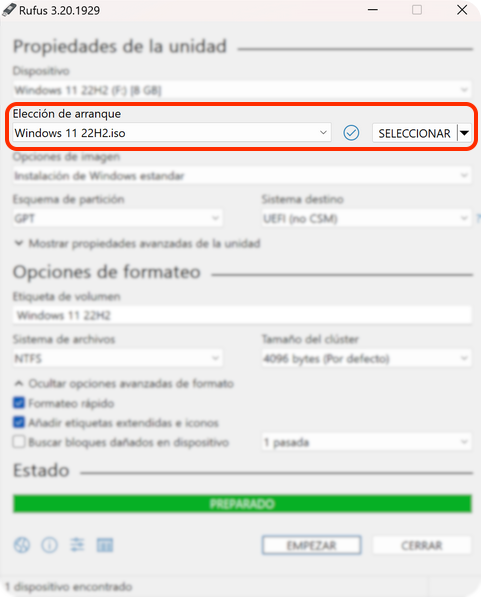 Rufus 3.20.1929
Propiedades de la unidad
Dispositivo
Windows 11 22H2 (F:) [8 GB]
Elección de arranque
Windows 11 22H2.iso
SELECCIONAR
Opciones de imagen
Instalación de Windows estandar
Esquema de partición
Sistema destino
GPT
UEFI (no CSM)
?
Mostrar propiedades avanzadas de la unidad
Opciones de formateo
Etiqueta de volumen
Windows 11 22H2
Sistema de archivos
Tamaño del clúster
NTFS
4096 bytes (Por defecto)
Ocultar opciones avanzadas de formato
Formateo rápido
Añadir etiquetas extendidas e iconos
Buscar bloques dañados en dispositivo
1 pasada
Estado
PREPARADO
EMPEZAR
CERRAR
1 dispositivo encontrado